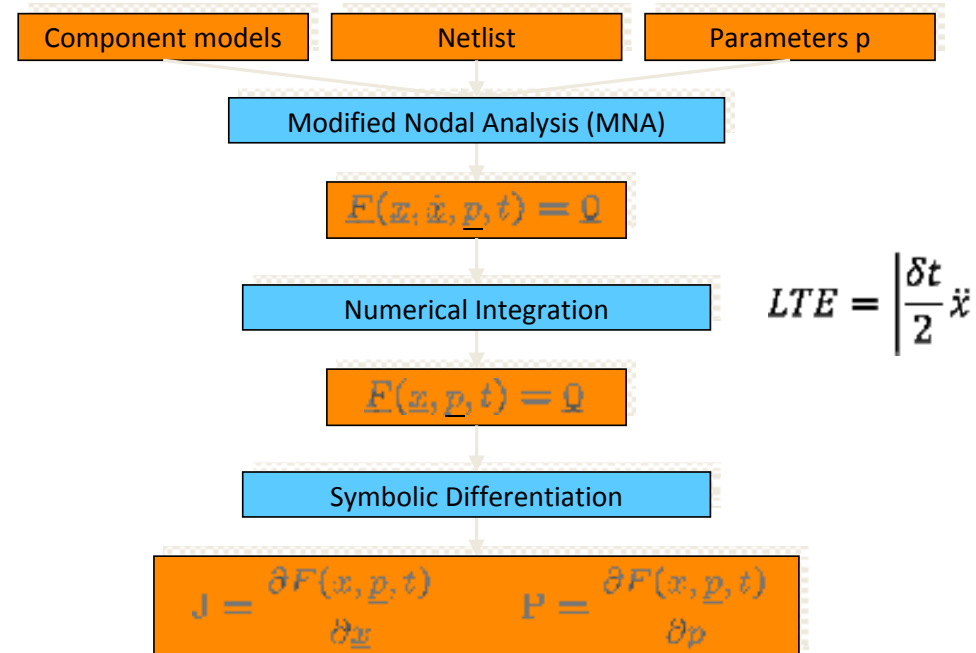 Component models
Netlist
Parameters p
Modified Nodal Analysis (MNA)
F(x, ẋ, p, t) = 0
Numerical Integration
LTE = |δt/2 ẍ
F(x, p, t) = 0
Symbolic Differentiation
J = ∂F(x, p, t)/∂x
P = ∂F(x, p, t)/∂p